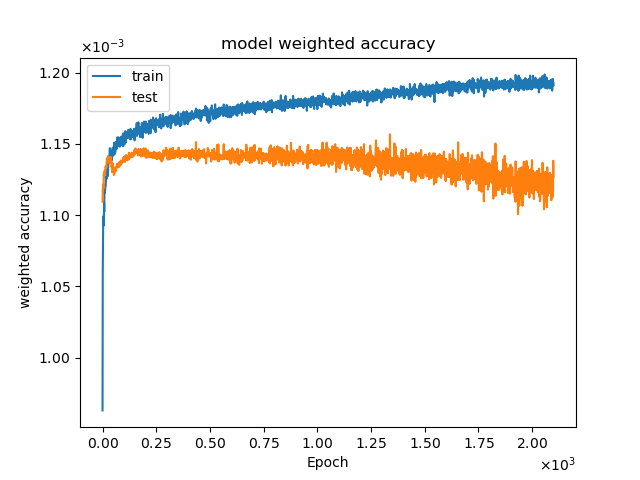 model weighted accuracy
×10⁻³
train
test
1.20
1.15
1.10
1.05
1.00
weighted accuracy
0.00 0.25 0.50 0.75 1.00 1.25 1.50 1.75 2.00
Epoch
×10³